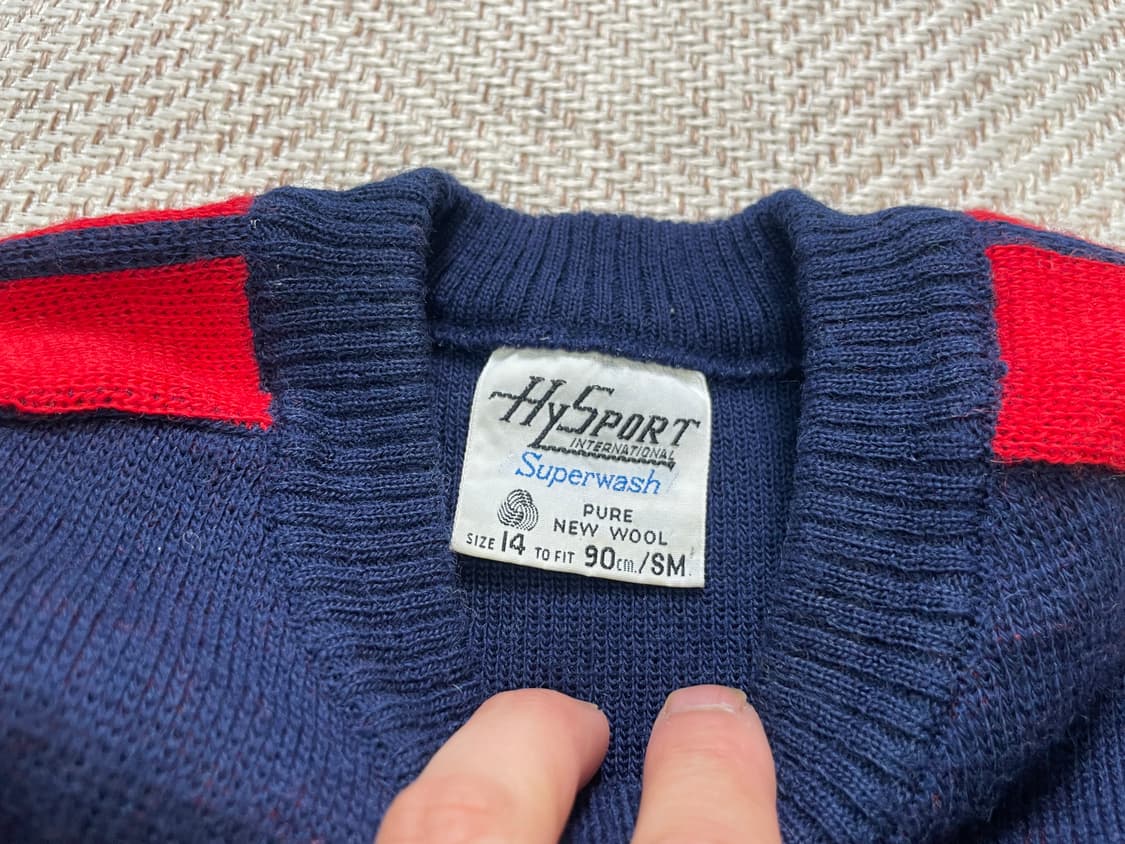 HySPORT
INTERNATIONAL
Superwash
PURE
NEW WOOL
SIZE 14 TO FIT 90cm./SM.